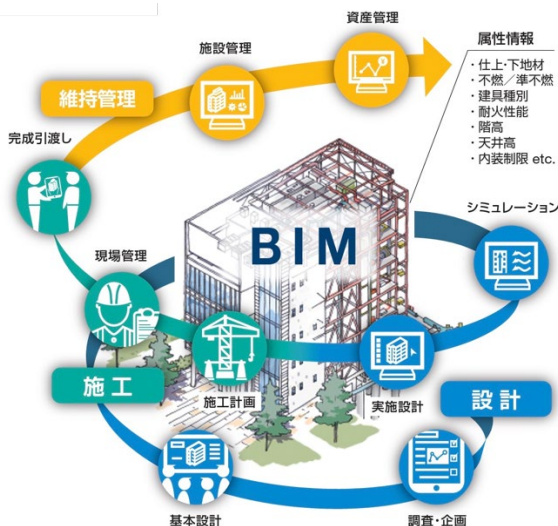 資産管理
施設管理
維持管理
属性情報
・仕上・下地材
・不燃／準不燃
・建具種別
・耐火性能
・階高
・天井高
・内装制限 etc.
完成引渡し
シミュレーション
BIM
現場管理
施工
施工計画
実施設計
設計
基本設計
調査・企画